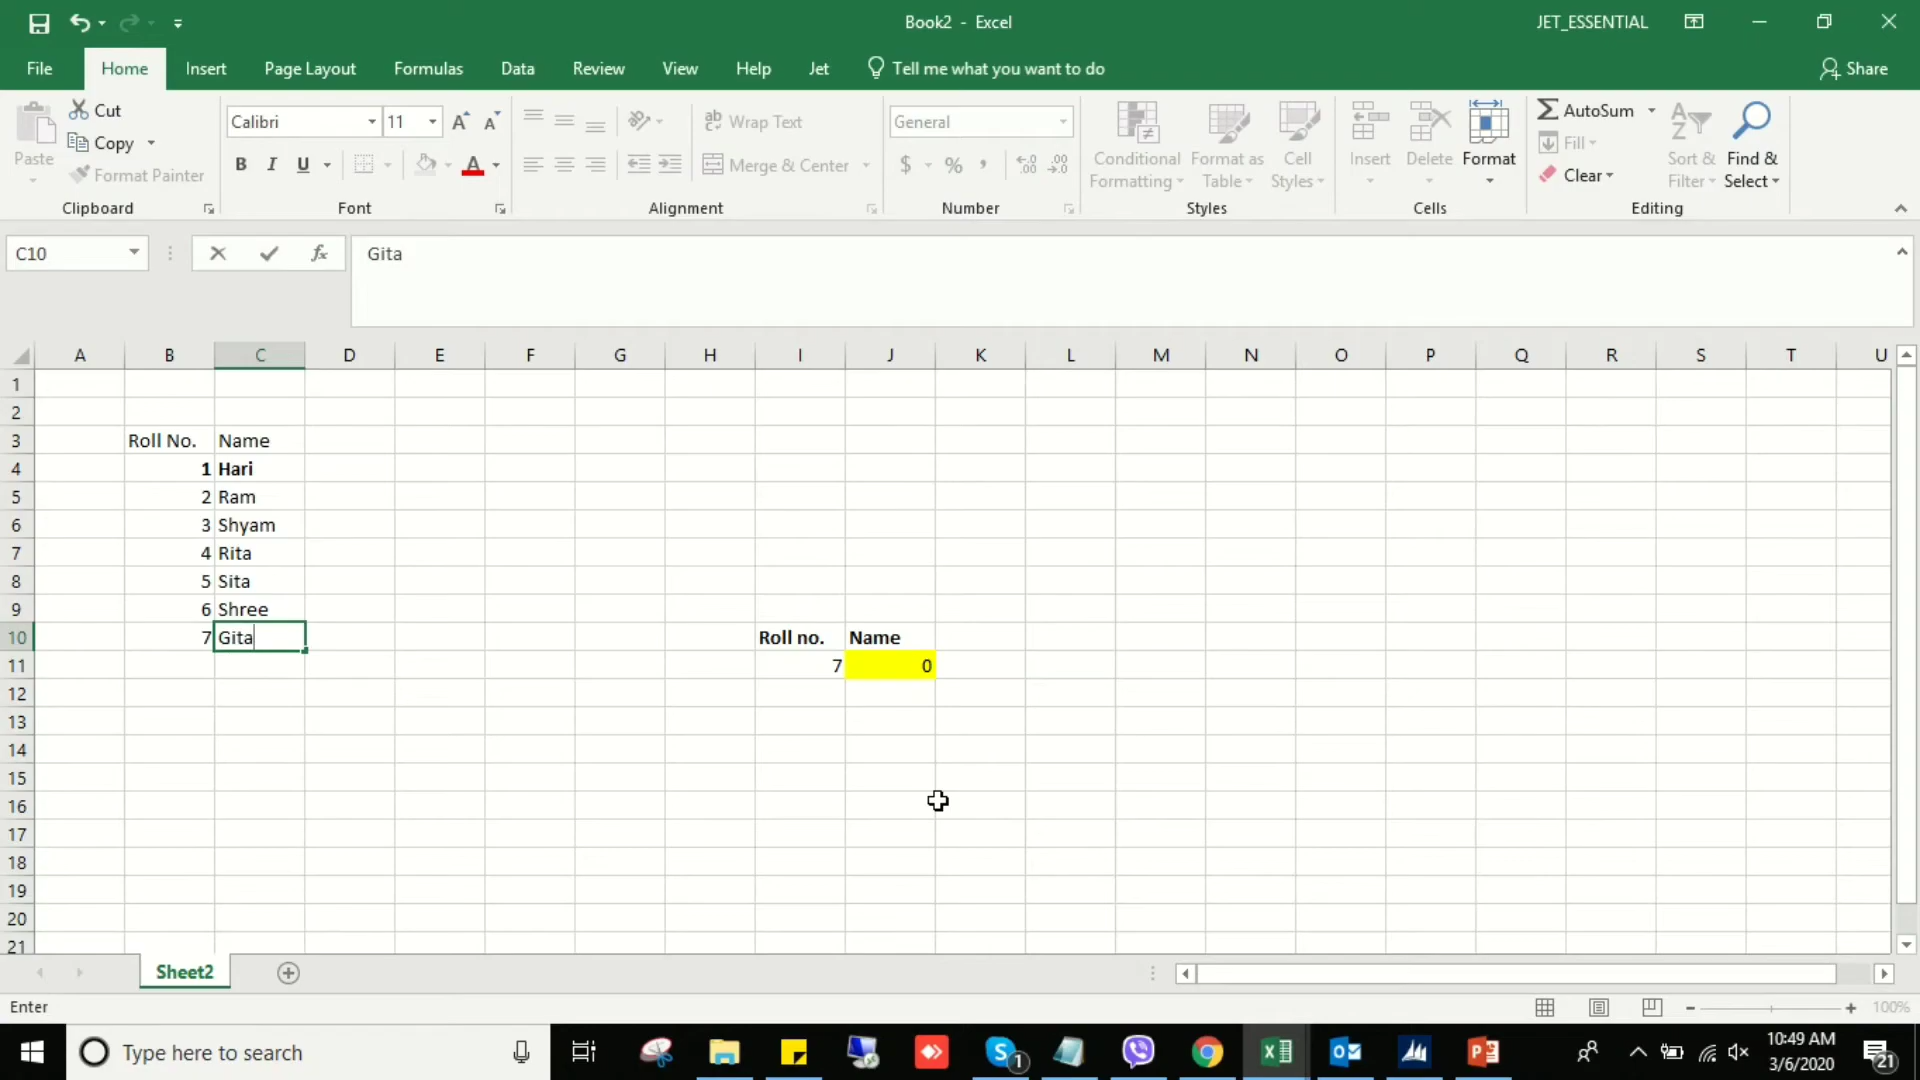 Book2 - Excel
JET_ESSENTIAL
File Home Insert Page Layout Formulas Data Review View Help Jet Tell me what you want to do Share
Paste
Cut
Copy
Format Painter
Clipboard
Calibri 11
B I U A
Font
ab Wrap Text
Merge & Center
Alignment
General
$ % ,
Number
Conditional Formatting
Format as Table
Cell Styles
Styles
Insert
Delete
Format
Cells
AutoSum
Fill
Clear
Sort & Filter
Find & Select
Editing
C10 fx Gita
A B C D E F G H I J K L M N O P Q R S T U
1
2
3 Roll No. Name
4 1 Hari
5 2 Ram
6 3 Shyam
7 4 Rita
8 5 Sita
9 6 Shree
10 7 Gita Roll no. Name
11 7 0
12
13
14
15
16
17
18
19
20
21
Sheet2
Enter
100%
Type here to search
1
10:49 AM
3/6/2020
21